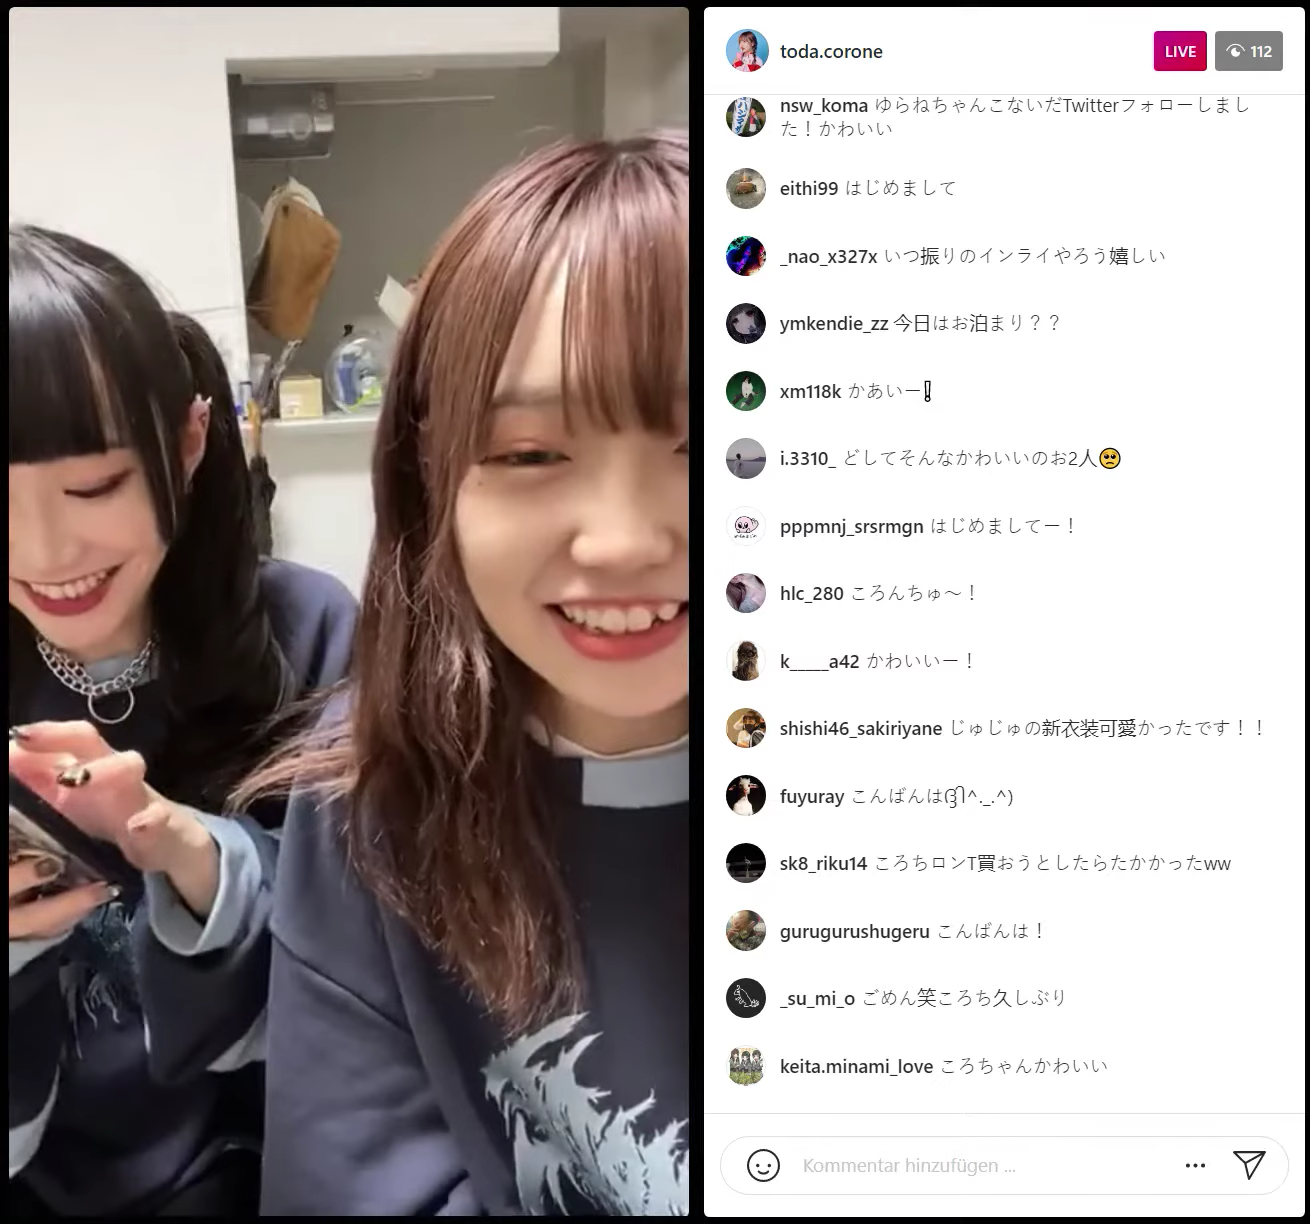 toda.corone
LIVE
112
nsw_koma ゆらねちゃんこないだTwitterフォローしまし
た！かわいい
eithi99 はじめまして
_nao_x327x いつ振りのインライやろう嬉しい
ymkendie_zz 今日はお泊まり？？
xm118k かあいー❕
i.3310_ どしてそんなかわいいのお2人🥺
pppmnj_srsrmgn はじめましてー！
hlc_280 ころんちゅ〜！
k_____a42 かわいいー！
shishi46_sakiriyane じゅじゅの新衣装可愛かったです！！
fuyuray こんばんは(⃔ ^._.^)
sk8_riku14 ころちロンT買おうとしたらたかかったww
gurugurushugeru こんばんは！
_su_mi_o ごめん笑ころち久しぶり
keita.minami_love ころちゃんかわいい
Kommentar hinzufügen ...